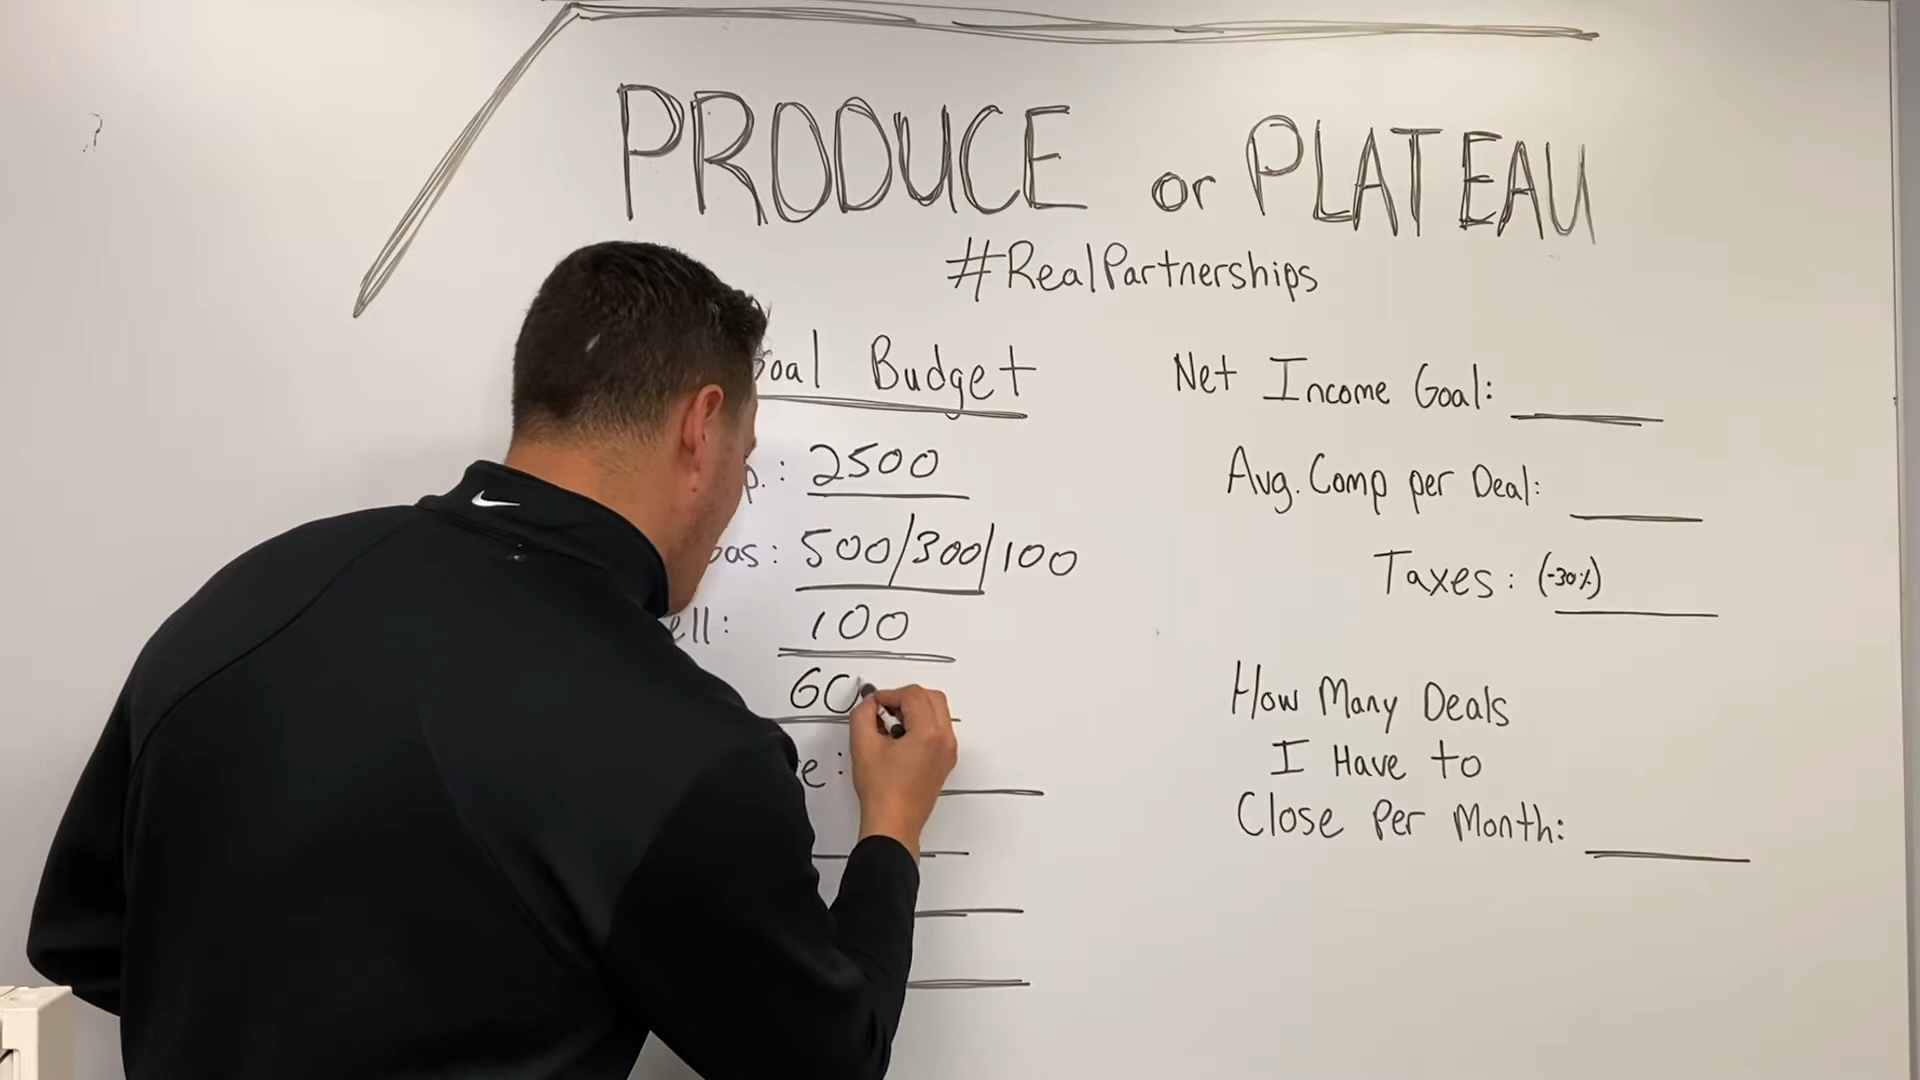 PRODUCE or PLATEAU
#RealPartnerships
Budget
2500
500/300/100
100
Net Income Goal:
Avg. Comp per Deal:
Taxes: (-30%)
How Many Deals
I Have to
Close Per Month: